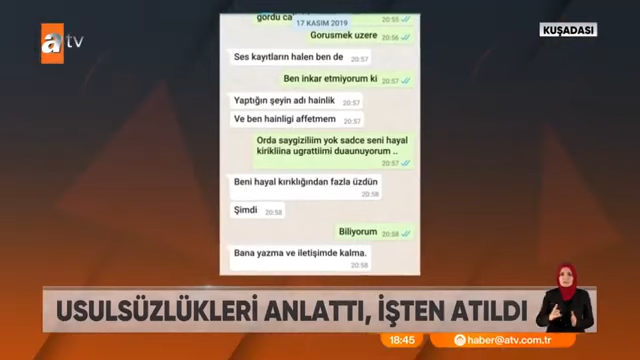 atv
KUŞADASI
gördü
20:55
17 KASIM 2019
Gorusmek uzere 20:56
Ses kayıtların halen ben de 20:57
Ben inkar etmiyorum ki 20:57
Yaptığın şeyin adı hainlik 20:57
Ve ben hainligi affetmem 20:57
Orda saygiziliim yok sadce seni hayal
kirikliina ugrattiimi duaunuyorum ..
20:57
Beni hayal kırıklığından fazla üzdün
20:58
Şimdi 20:58
Biliyorum 20:58
Bana yazma ve iletişimde kalma.
20:58
USULSÜZLÜKLERİ ANLATTI, İŞTEN ATILDI
18:45 haber@atv.com.tr